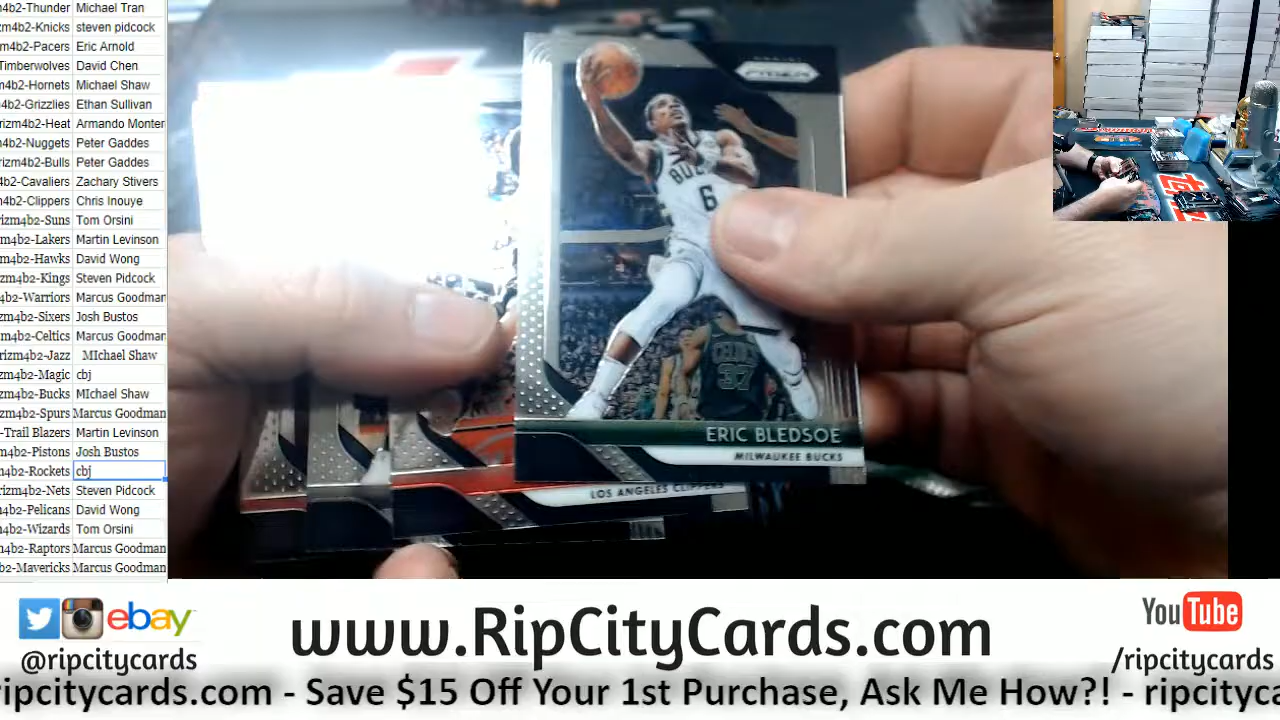 zm4b2-Thunder Michael Tran
zm4-Knicks steven pidcock
m4-Pacers Eric Arnold
Timberwolves David Chen
m4b2-Hornets Michael Shaw
4b2-Grizzlies Ethan Sullivan
rizm4b2-Heat Armando Monter
m4b2-Nuggets Peter Gaddes
rizm4b2-Bulls Peter Gaddes
4b2-Cavaliers Zachary Stivers
m4b2-Clippers Chris Inouye
rizm4b2-Suns Tom Orsini
m4b2-Lakers Martin Levinson
m4b2-Hawks David Wong
zm4b2-Kings Steven Pidcock
4b2-Warriors Marcus Goodman
m4b2-Sixers Josh Bustos
m4b2-Celtics Marcus Goodman
rizm4b2-Jazz MIchael Shaw
zm4b2-Magic cbj
m4b2-Bucks MIchael Shaw
zm4b2-Spurs Marcus Goodman
-Trail Blazers Martin Levinson
m4b2-Pistons Josh Bustos
m4b2-Rockets cbj
rizm4b2-Nets Steven Pidcock
4b2-Pelicans David Wong
m4b2-Wizards Tom Orsini
m4b2-Raptors Marcus Goodman
b2-Mavericks Marcus Goodman
PANINI
PRIZM
BUCKS
6
CELTICS
37
ERIC BLEDSOE
MILWAUKEE BUCKS
LOS ANGELES CLIPPERS
ebay
@ripcitycards
www.RipCityCards.com
YouTube
/ripcitycards
ripcitycards.com - Save $15 Off Your 1st Purchase, Ask Me How?! - ripcityca